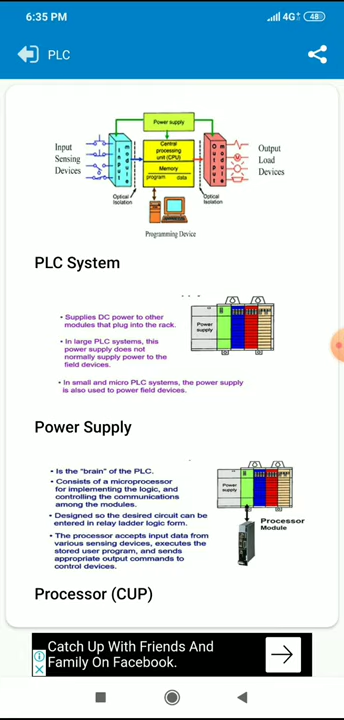 6:35 PM
4G
48
PLC
Power supply
Input
Sensing
Devices
Input
module
Central
processing
unit (CPU)
Memory
program data
Output
module
Output
Load
Devices
Optical
Isolation
Optical
Isolation
Programming Device
PLC System
• Supplies DC power to other
modules that plug into the rack.
• In large PLC systems, this
power supply does not
normally supply power to the
field devices.
• In small and micro PLC systems, the power supply
is also used to power field devices.
Power
supply
Power Supply
• Is the "brain" of the PLC.
• Consists of a microprocessor
for implementing the logic, and
controlling the communications
among the modules.
• Designed so the desired circuit can be
entered in relay ladder logic form.
• The processor accepts input data from
various sensing devices, executes the
stored user program, and sends
appropriate output commands to
control devices.
Power
supply
Processor
Module
Processor (CUP)
Catch Up With Friends And
Family On Facebook.